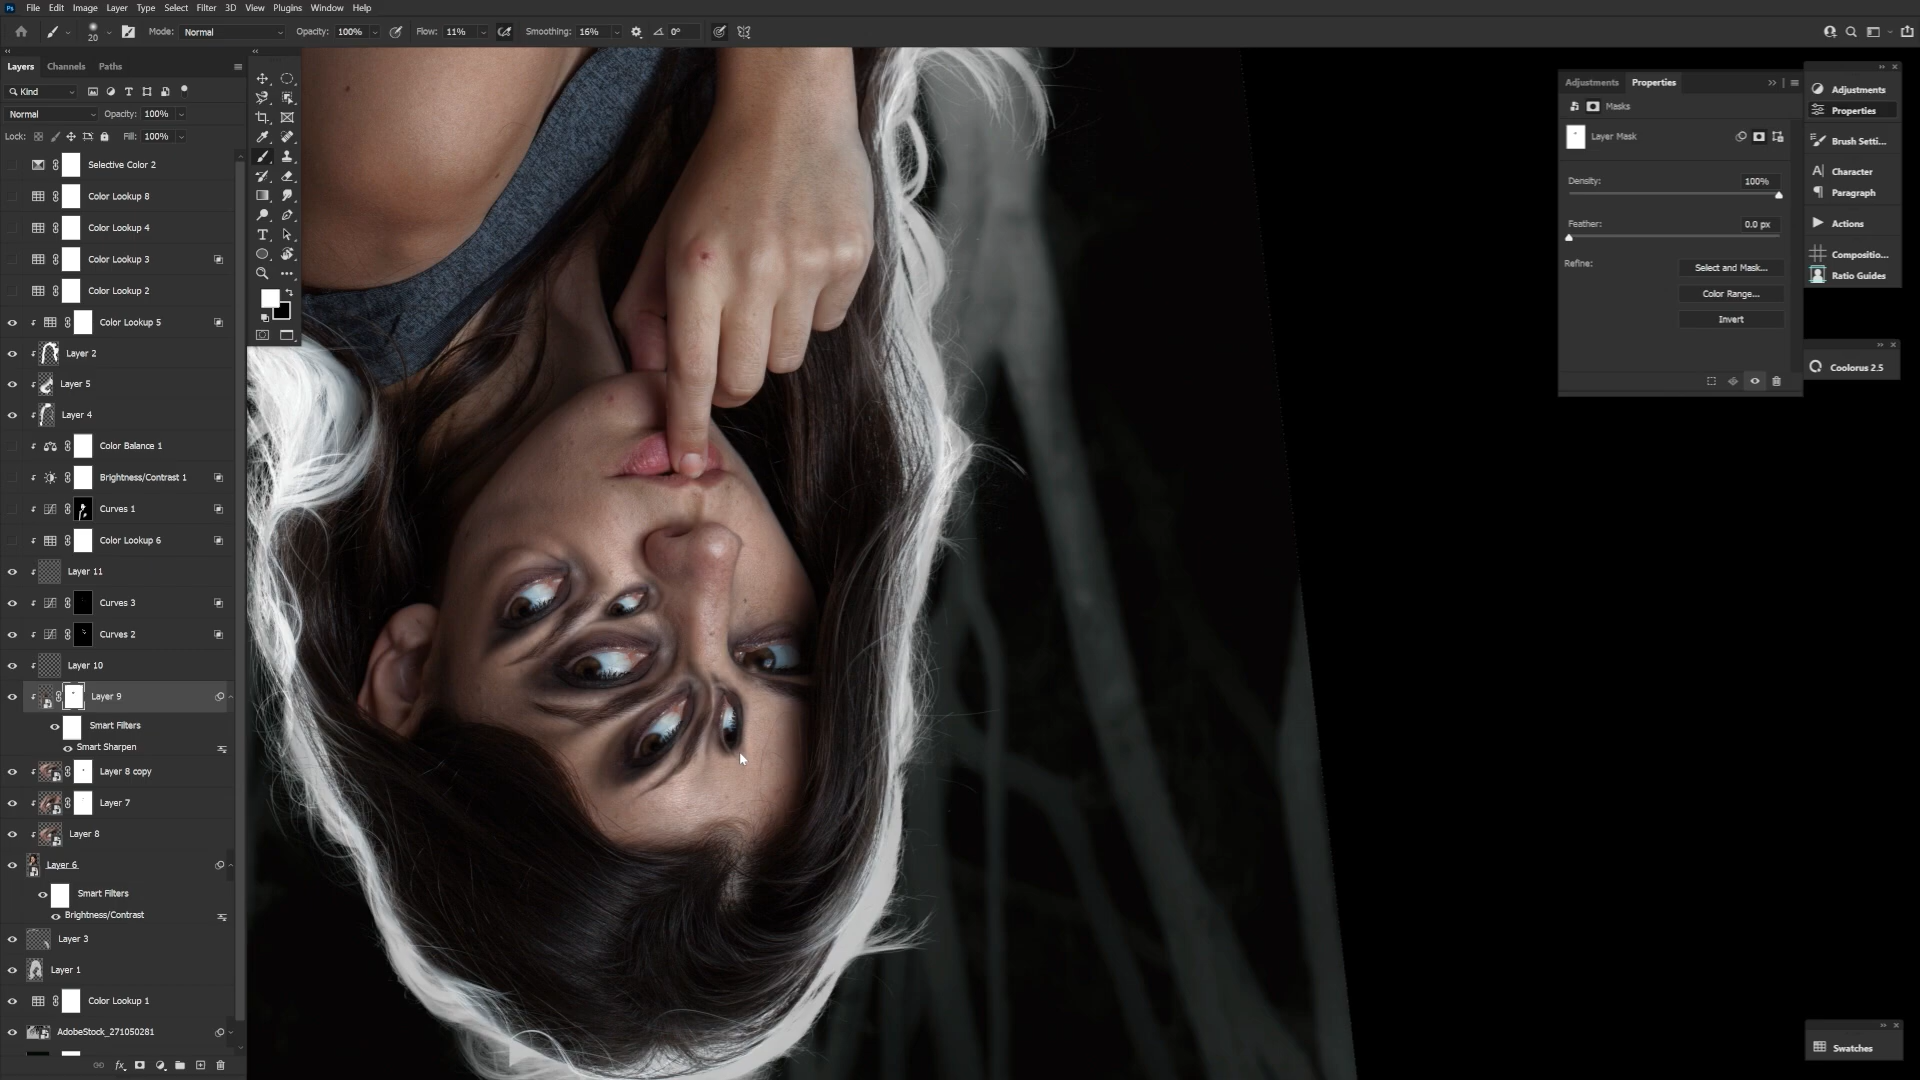 Ps File Edit Image Layer Type Select Filter 3D View Plugins Window Help
20 Mode: Normal Opacity: 100% Flow: 11% Smoothing: 16% 0°
Layers Channels Paths
Kind
Normal Opacity: 100%
Lock: Fill: 100%
Selective Color 2
Color Lookup 8
Color Lookup 4
Color Lookup 3
Color Lookup 2
Color Lookup 5
Layer 2
Layer 5
Layer 4
Color Balance 1
Brightness/Contrast 1
Curves 1
Color Lookup 6
Layer 11
Curves 3
Curves 2
Layer 10
Layer 9
Smart Filters
Smart Sharpen
Layer 8 copy
Layer 7
Layer 8
Layer 6
Smart Filters
Brightness/Contrast
Layer 3
Layer 1
Color Lookup 1
AdobeStock_271050281
fx
Adjustments Properties
Masks
Layer Mask
Density: 100%
Feather: 0.0 px
Refine: Select and Mask...
Color Range...
Invert
Adjustments
Properties
Brush Setti...
Character
Paragraph
Actions
Compositio...
Ratio Guides
Coolorus 2.5
Swatches